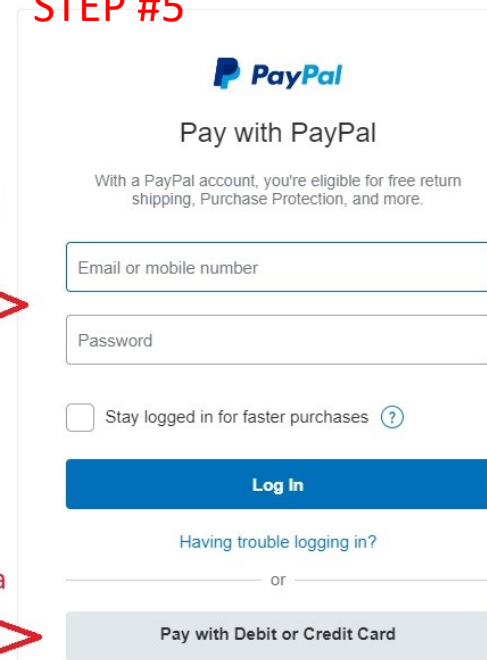 STEP #5
PayPal
Pay with PayPal
With a PayPal account, you're eligible for free return
shipping, Purchase Protection, and more.
Email or mobile number
Password
Stay logged in for faster purchases ?
Log In
Having trouble logging in?
or
a
Pay with Debit or Credit Card